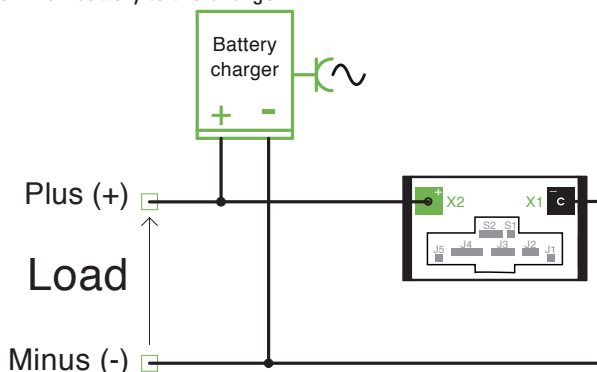 Battery
charger
+ -
Plus (+)
+
X2
X1
–
C
S2 S1
J5 J4 J3 J2 J1
Load
Minus (-)